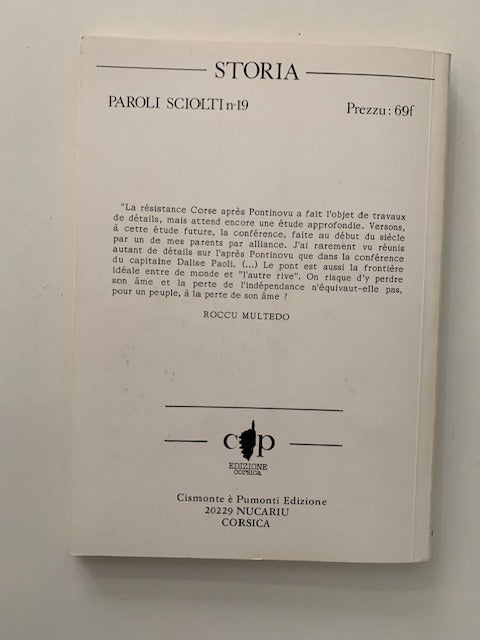 STORIA
PAROLI SCIOLTI n°19 Prezzu : 69f
"La résistance Corse après Pontinovu a fait l'objet de travaux
de détails, mais attend encore une étude approfondie. Versons,
à cette étude future, la conférence, faite au début du siècle
par un de mes parents par alliance. J'ai rarement vu réunis
autant de détails sur l'après Pontinovu que dans la conférence
du capitaine Dalise Paoli. (...) Le pont est aussi la frontière
idéale entre de monde et "l'autre rive". On risque d'y perdre
son âme et la perte de l'indépendance n'équivaut-elle pas,
pour un peuple, á la perte de son âme ?
ROCCU MULTEDO
cp
EDIZIONE
corsica
Cismonte è Pumonti Edizione
20229 NUCARIU
CORSICA